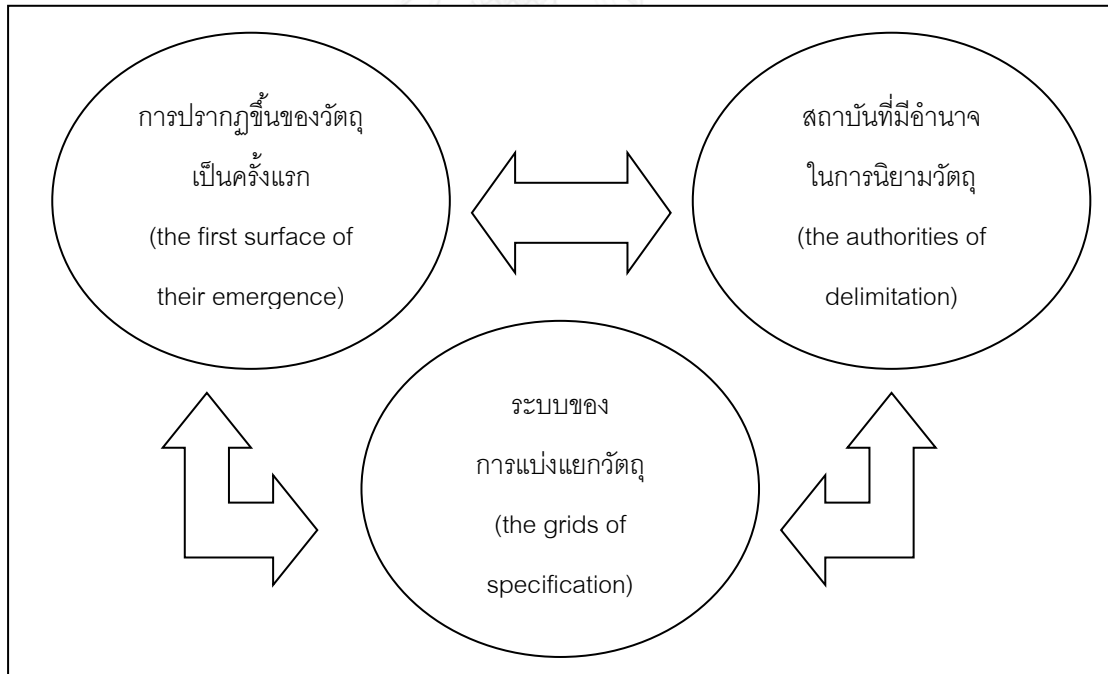 การปรากฏขึ้นของวัตถุ
เป็นครั้งแรก
(the first surface of
their emergence)
สถาบันที่มีอำนาจ
ในการนิยามวัตถุ
(the authorities of
delimitation)
ระบบของ
การแบ่งแยกวัตถุ
(the grids of
specification)